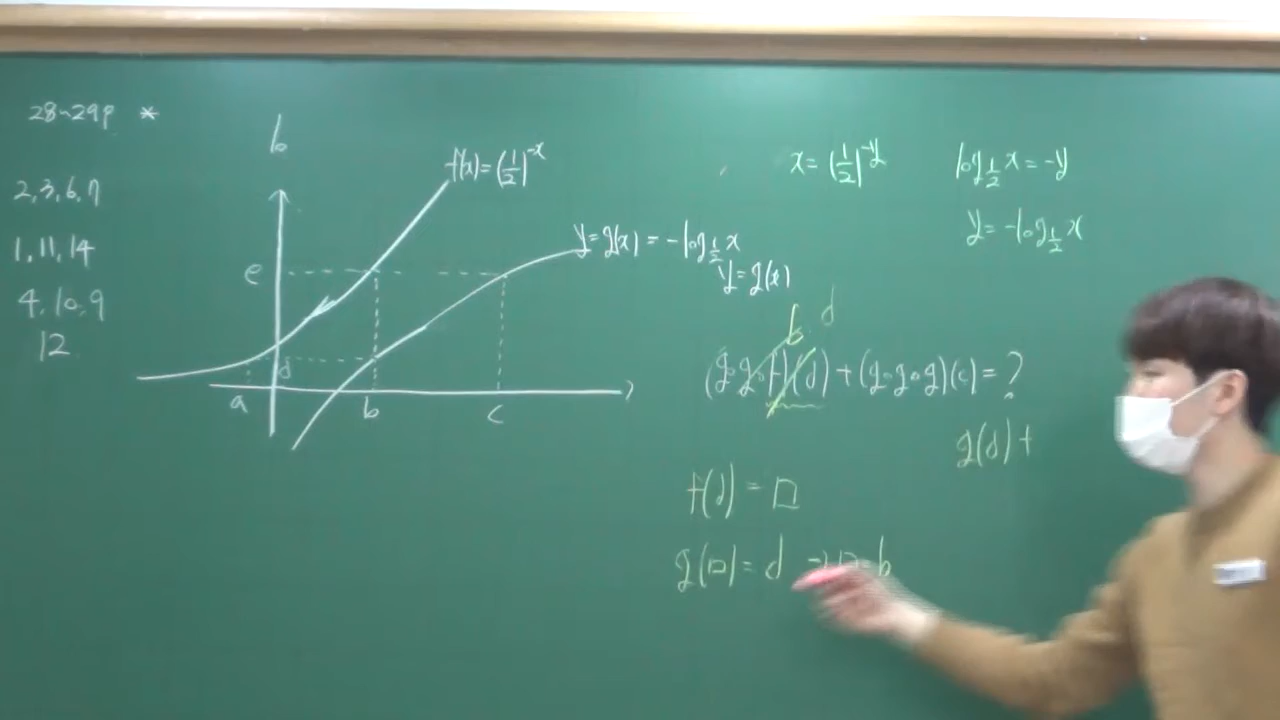 28~29p *
2, 3, 6, 7
1, 11, 14
4, 10, 9
12
b
f(x) = (1/2)^-x
y = g(x) = -log_1/2 x
y = g(x)
e
d
a
b
c
x = (1/2)^-y
log_1/2 x = -y
y = -log_1/2 x
b d
(g∘g∘f)(d) + (g∘g∘g)(c) = ?
g(d) +
f(d) = □
g(□) = d
b